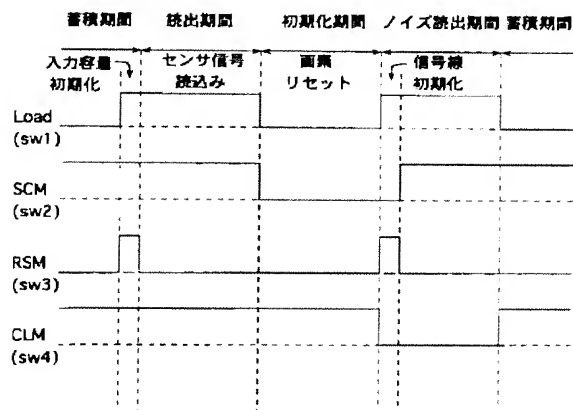 蓄積期間 読出期間 初期化期間 ノイズ読出期間 蓄積期間
入力容量
初期化
センサ信号
読込み
画素
リセット
信号線
初期化
Load
(sw1)
SCM
(sw2)
RSM
(sw3)
CLM
(sw4)